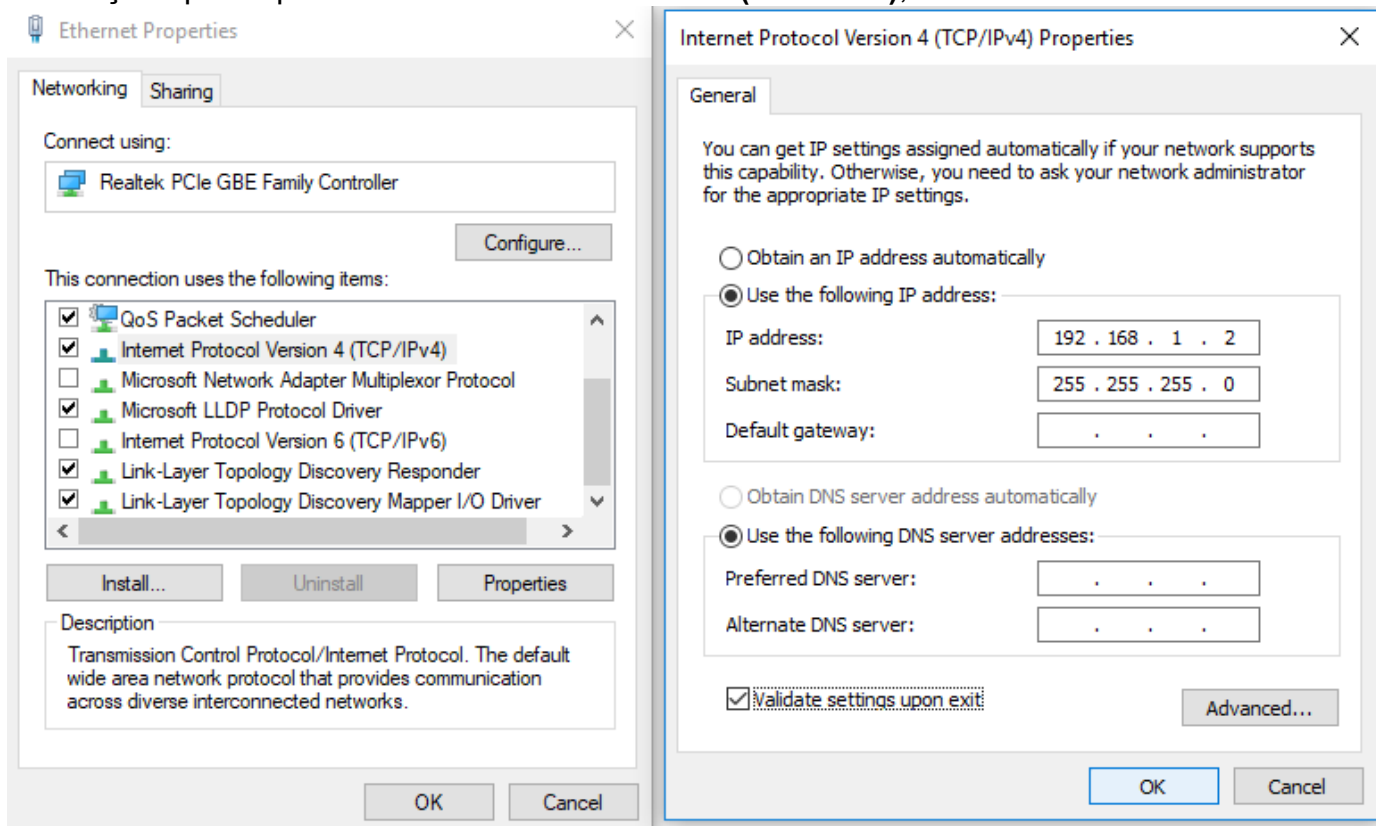 Ethernet Properties
Networking
Sharing
Connect using:
Realtek PCIe GBE Family Controller
Configure...
This connection uses the following items:
QoS Packet Scheduler
Internet Protocol Version 4 (TCP/IPv4)
Microsoft Network Adapter Multiplexor Protocol
Microsoft LLDP Protocol Driver
Internet Protocol Version 6 (TCP/IPv6)
Link-Layer Topology Discovery Responder
Link-Layer Topology Discovery Mapper I/O Driver
Install...
Uninstall
Properties
Description
Transmission Control Protocol/Internet Protocol. The default
wide area network protocol that provides communication
across diverse interconnected networks.
OK
Cancel
Internet Protocol Version 4 (TCP/IPv4) Properties
General
You can get IP settings assigned automatically if your network supports
this capability. Otherwise, you need to ask your network administrator
for the appropriate IP settings.
Obtain an IP address automatically
Use the following IP address:
IP address:
192 . 168 . 1 . 2
Subnet mask:
255 . 255 . 255 . 0
Default gateway:
. . .
Obtain DNS server address automatically
Use the following DNS server addresses:
Preferred DNS server:
. . .
Alternate DNS server:
. . .
Validate settings upon exit
Advanced...
OK
Cancel